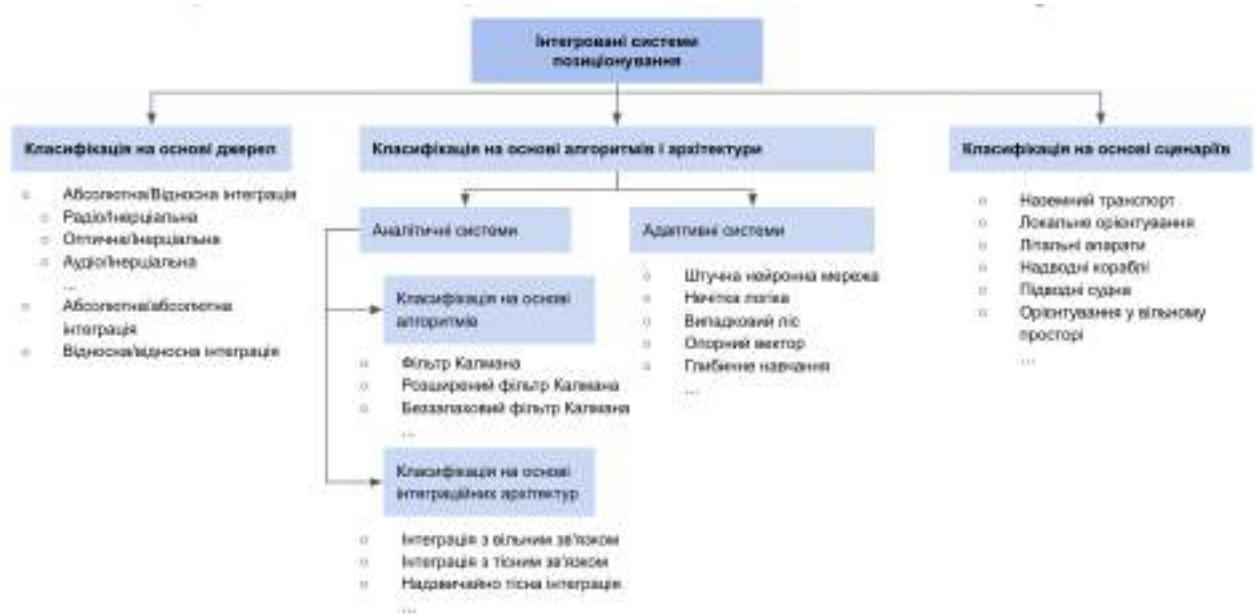 Інтегровані системи
позиціонування
Класифікація на основі джерел
Абсолютна/Відносна інтеграція
Радіо/Інерціальна
Оптична/Інерціальна
Аудіо/Інерціальна
...
Абсолютна/абсолютна
інтеграція
Відносна/відносна інтеграція
Класифікація на основі алгоритмів і архітектури
Аналітичні системи
Класифікація на основі
алгоритмів
Фільтр Калмана
Розширений фільтр Калмана
Беззапаховий фільтр Калмана
...
Класифікація на основі
інтеграційних архітектур
Інтеграція з вільним зв'язком
Інтеграція з тісним зв'язком
Надзвичайно тісна інтеграція
...
Адаптивні системи
Штучна нейронна мережа
Нечітка логіка
Випадковий ліс
Опорний вектор
Глибинне навчання
...
Класифікація на основі сценаріїв
Наземний транспорт
Локальне орієнтування
Літальні апарати
Надводні кораблі
Підводні судна
Орієнтування у вільному
просторі
...